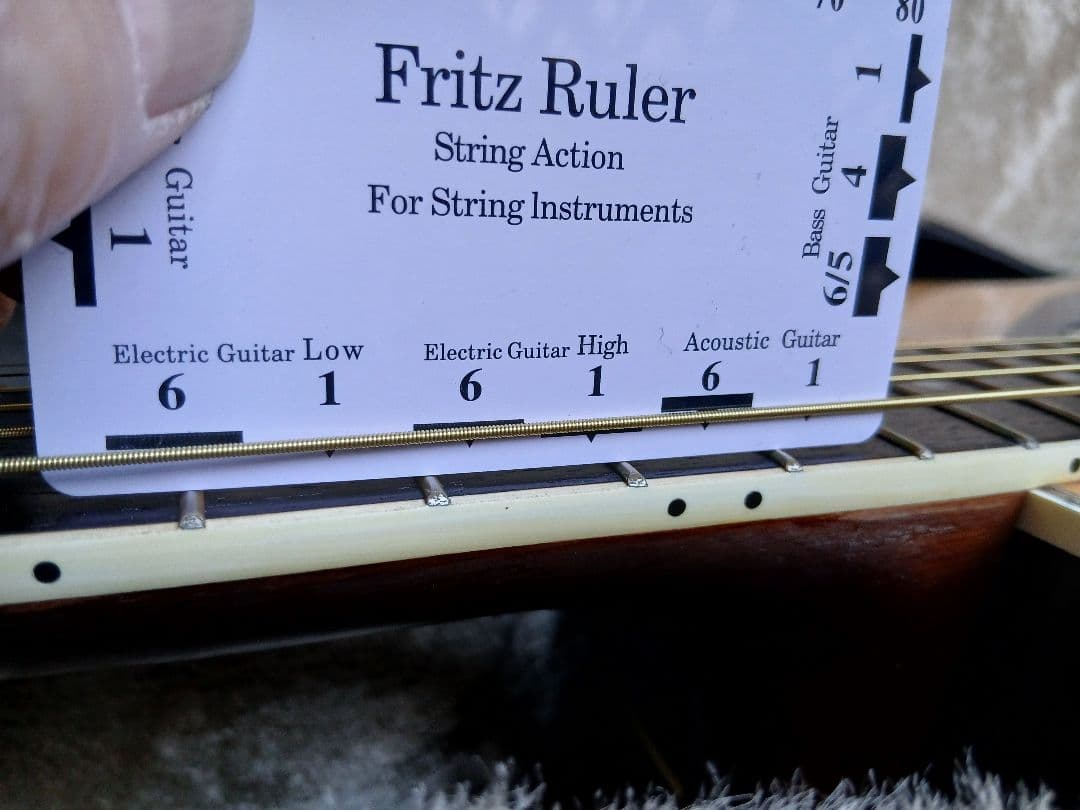 70 80
Fritz Ruler
String Action
For String Instruments
Guitar
1
1
4
6/5
Bass Guitar
Electric Guitar Low
6 1
Electric Guitar High
6 1
Acoustic Guitar
6 1